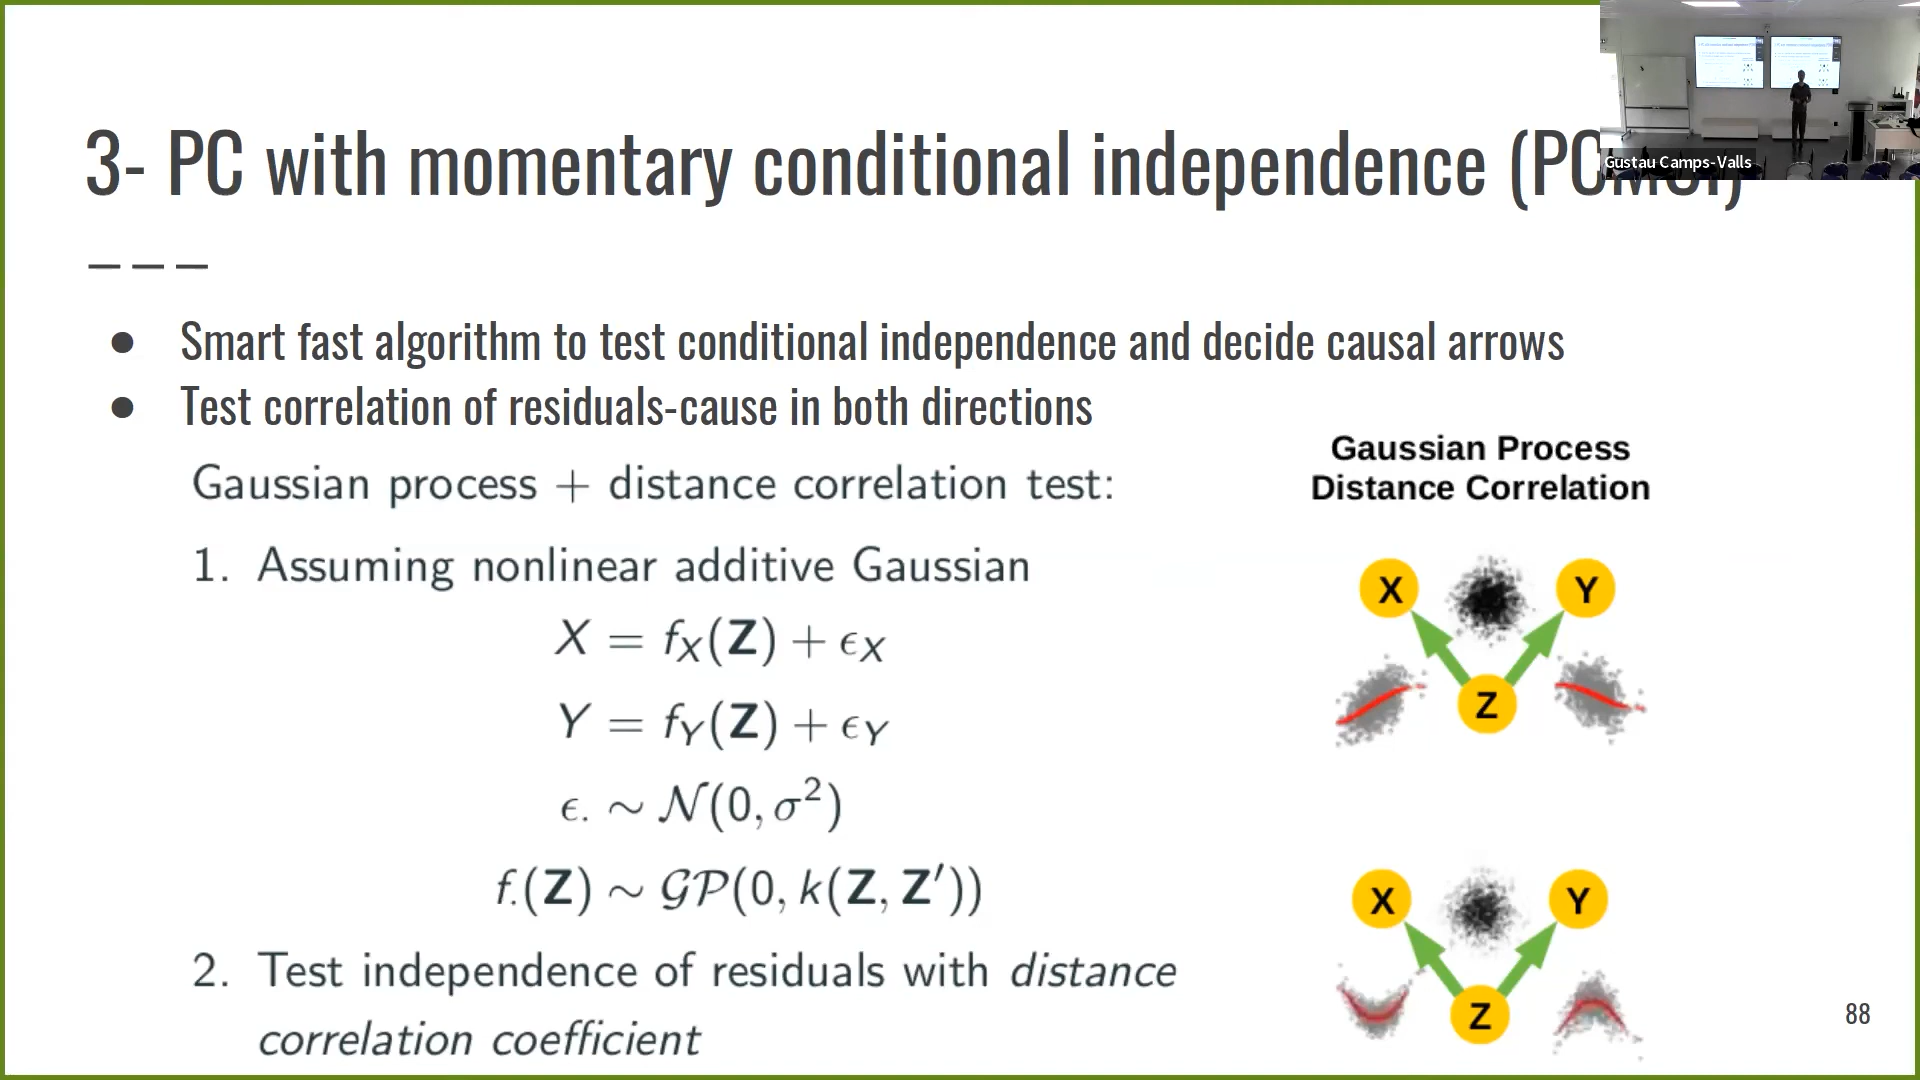 3- PC with momentary conditional independence (PCMCI)
Gustau Camps-Valls
● Smart fast algorithm to test conditional independence and decide causal arrows
● Test correlation of residuals-cause in both directions
Gaussian process + distance correlation test:
1. Assuming nonlinear additive Gaussian
X = f_X(Z) + ϵ_X
Y = f_Y(Z) + ϵ_Y
ϵ. ∼ 𝒩(0, σ²)
f.(Z) ∼ 𝒢𝒫(0, k(Z, Z′))
2. Test independence of residuals with distance
correlation coefficient
Gaussian Process
Distance Correlation
X Y
Z
X Y
Z
88